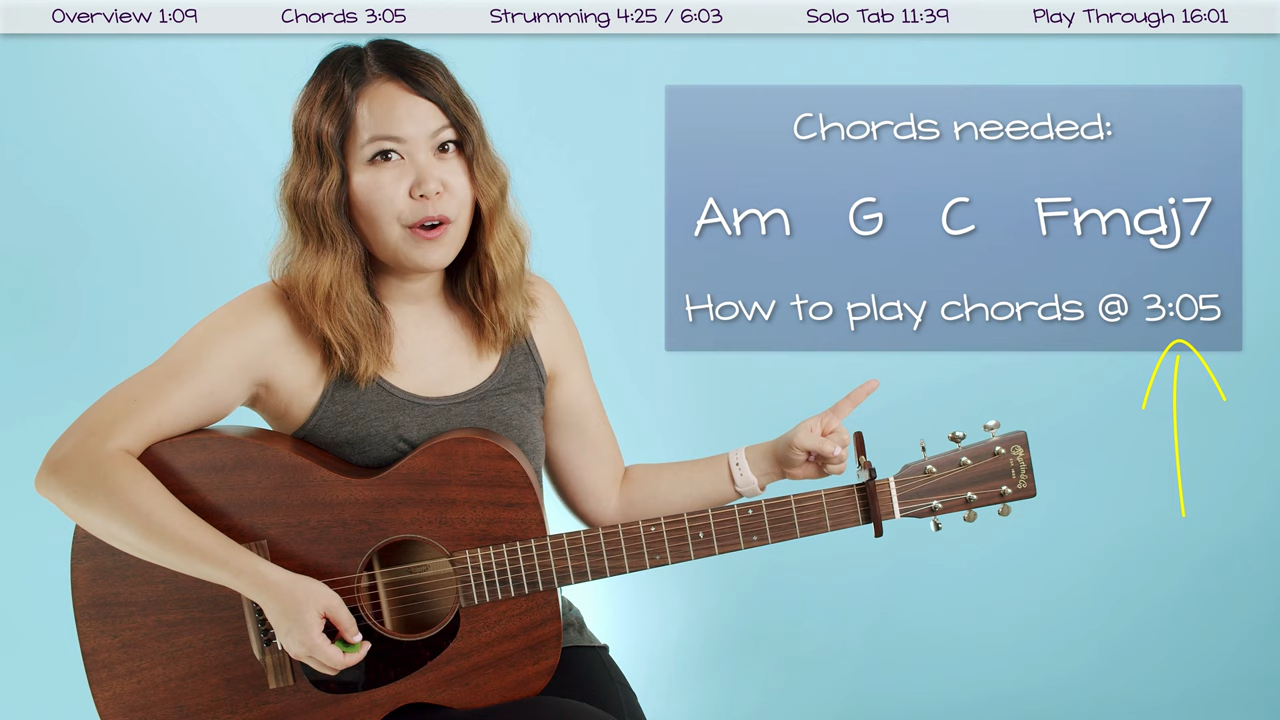 Overview 1:09 Chords 3:05 Strumming 4:25 / 6:03 Solo Tab 11:39 Play Through 16:01
Chords needed:
Am G C Fmaj7
How to play chords @ 3:05